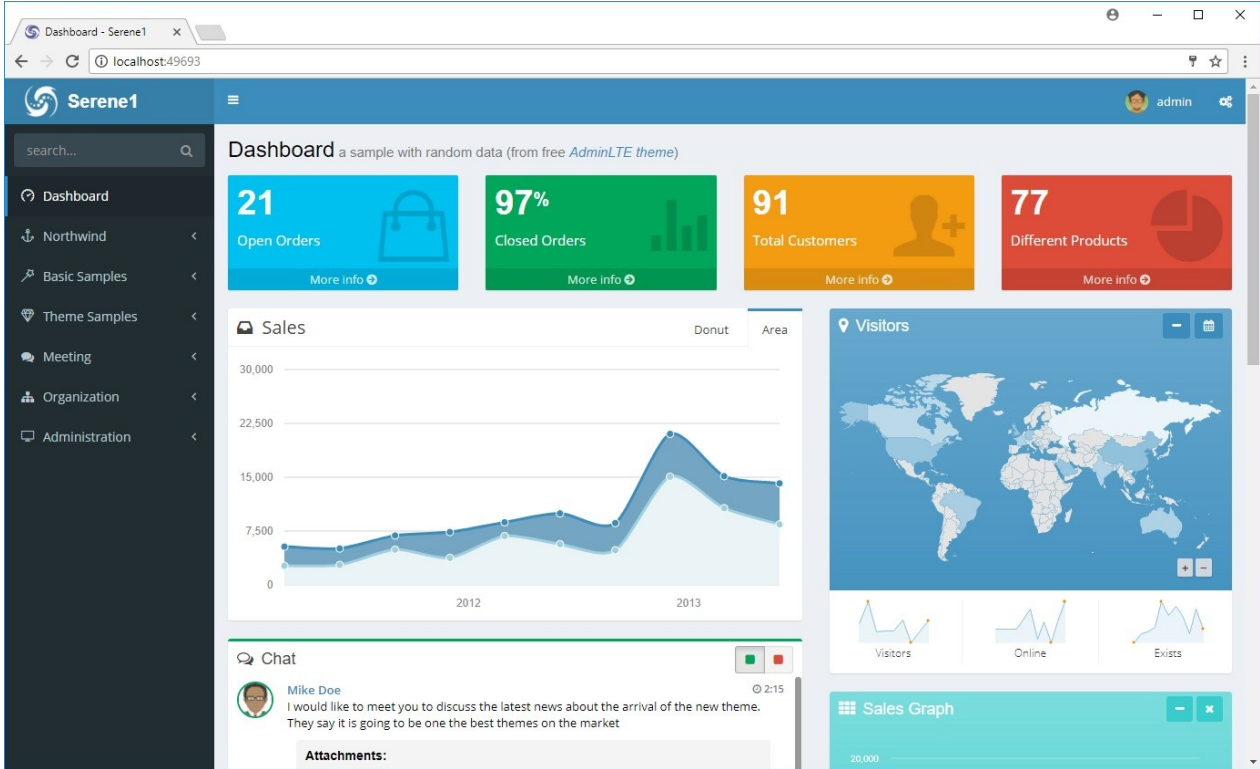 Dashboard - Serene1
localhost:49693
Serene1
admin
search...
Dashboard
Northwind
Basic Samples
Theme Samples
Meeting
Organization
Administration
Dashboard a sample with random data (from free AdminLTE theme)
21
Open Orders
More info
97%
Closed Orders
More info
91
Total Customers
More info
77
Different Products
More info
Sales
Donut
Area
30,000
22,500
15,000
7,500
0
2012
2013
Visitors
+
−
Visitors
Online
Exists
Chat
Mike Doe
2:15
I would like to meet you to discuss the latest news about the arrival of the new theme.
They say it is going to be one the best themes on the market
Attachments:
Sales Graph
20,000